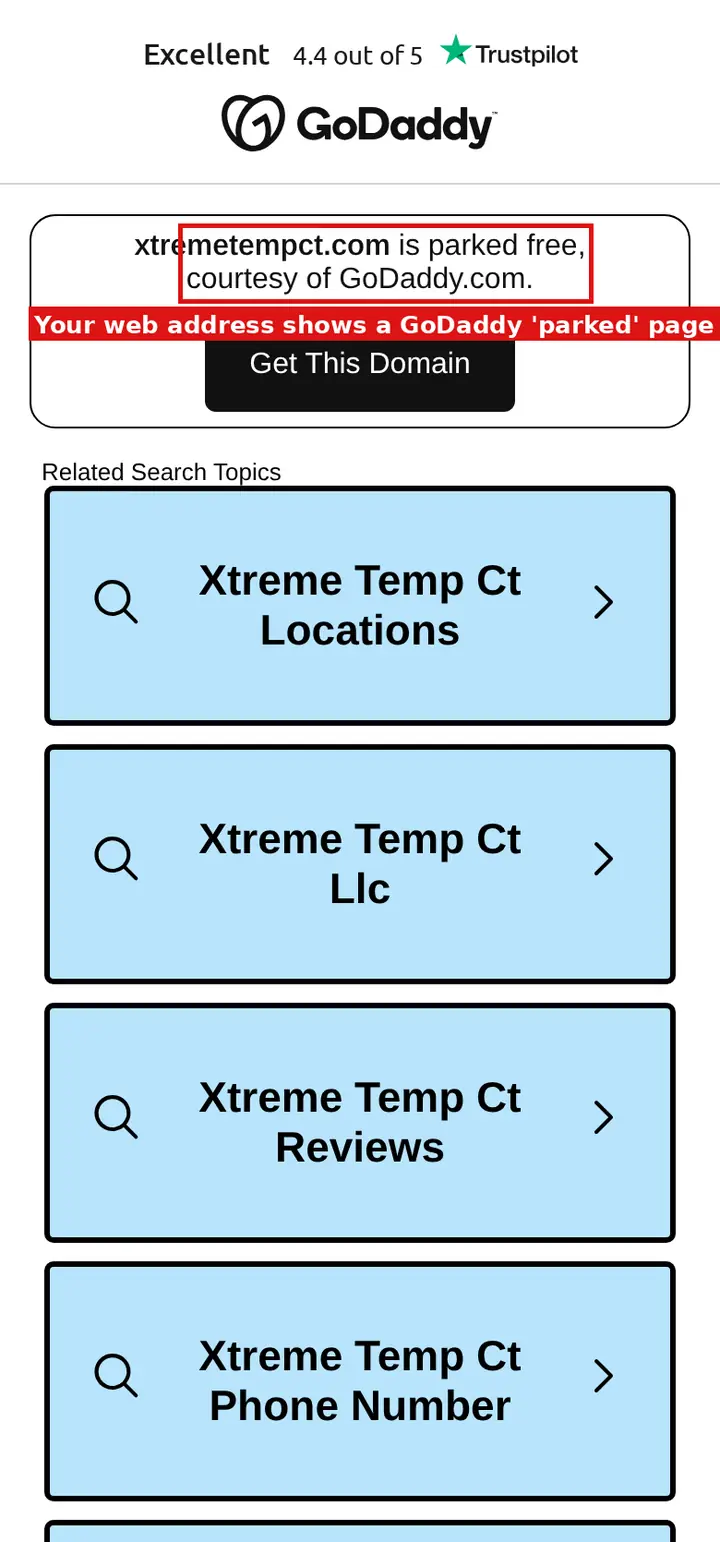 Excellent 4.4 out of 5 Trustpilot
GoDaddy™
xtremetempct.com is parked free,
courtesy of GoDaddy.com.
Your web address shows a GoDaddy 'parked' page
Get This Domain
Related Search Topics
Xtreme Temp Ct
Locations
Xtreme Temp Ct
Llc
Xtreme Temp Ct
Reviews
Xtreme Temp Ct
Phone Number